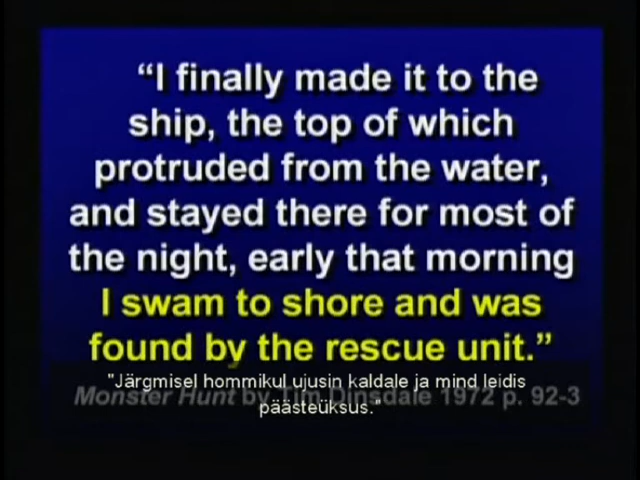 “I finally made it to the
ship, the top of which
protruded from the water,
and stayed there for most of
the night, early that morning
I swam to shore and was
found by the rescue unit.”
"Järgmisel hommikul ujusin kaldale ja mind leidis
päästeüksus."
Monster Hunt by Tim Dinsdale 1972 p. 92-3